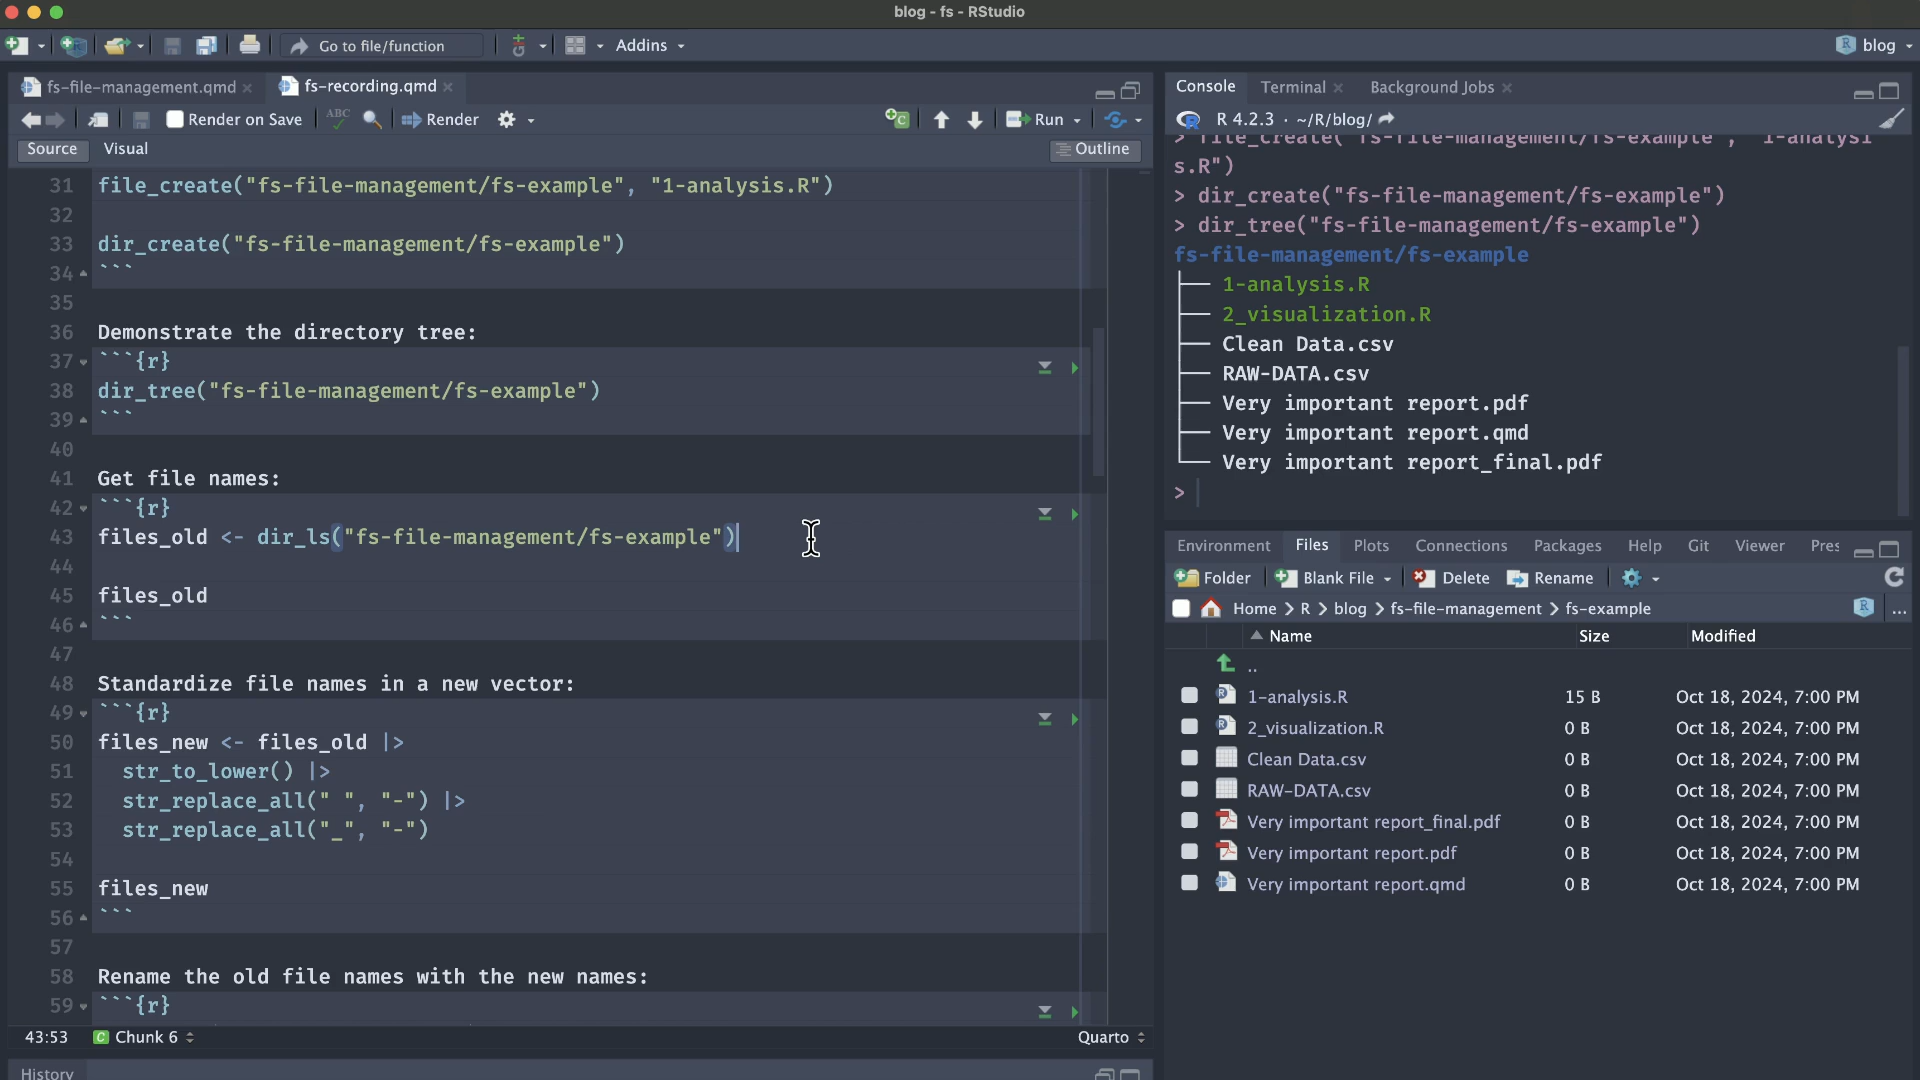 blog - fs - RStudio
Go to file/function
Addins
blog
fs-file-management.qmd
fs-recording.qmd
Render on Save
ABC
Render
Run
Source
Visual
Outline
31 file_create("fs-file-management/fs-example", "1-analysis.R")
32
33 dir_create("fs-file-management/fs-example")
34 ```
35
36 Demonstrate the directory tree:
37 ```{r}
38 dir_tree("fs-file-management/fs-example")
39 ```
40
41 Get file names:
42 ```{r}
43 files_old <- dir_ls("fs-file-management/fs-example")
44
45 files_old
46 ```
47
48 Standardize file names in a new vector:
49 ```{r}
50 files_new <- files_old |>
51 str_to_lower() |>
52 str_replace_all(" ", "-") |>
53 str_replace_all("_", "-")
54
55 files_new
56 ```
57
58 Rename the old file names with the new names:
59 ```{r}
43:53
C Chunk 6
Quarto
History
Console
Terminal
Background Jobs
R 4.2.3 · ~/R/blog/
> file_create("fs-file-management/fs-example", "1-analysi
s.R")
> dir_create("fs-file-management/fs-example")
> dir_tree("fs-file-management/fs-example")
fs-file-management/fs-example
├── 1-analysis.R
├── 2_visualization.R
├── Clean Data.csv
├── RAW-DATA.csv
├── Very important report.pdf
├── Very important report.qmd
└── Very important report_final.pdf
>
Environment
Files
Plots
Connections
Packages
Help
Git
Viewer
Pres
Folder
Blank File
Delete
Rename
Home > R > blog > fs-file-management > fs-example
...
Name Size Modified
..
1-analysis.R 15 B Oct 18, 2024, 7:00 PM
2_visualization.R 0 B Oct 18, 2024, 7:00 PM
Clean Data.csv 0 B Oct 18, 2024, 7:00 PM
RAW-DATA.csv 0 B Oct 18, 2024, 7:00 PM
Very important report_final.pdf 0 B Oct 18, 2024, 7:00 PM
Very important report.pdf 0 B Oct 18, 2024, 7:00 PM
Very important report.qmd 0 B Oct 18, 2024, 7:00 PM